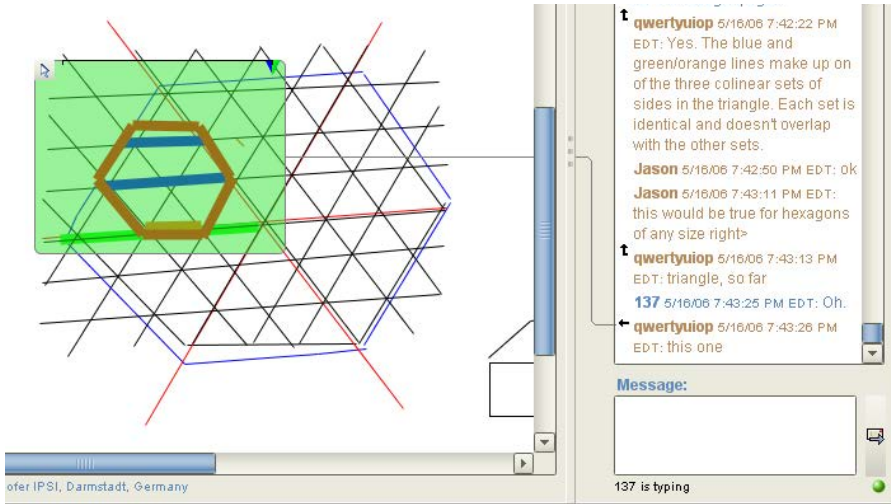 qwertyuiop 5/16/06 7:42:22 PM
EDT: Yes. The blue and
green/orange lines make up on
of the three colinear sets of
sides in the triangle. Each set is
identical and doesn't overlap
with the other sets.
Jason 5/16/06 7:42:50 PM EDT: ok
Jason 5/16/06 7:43:11 PM EDT:
this would be true for hexagons
of any size right>
qwertyuiop 5/16/06 7:43:13 PM
EDT: triangle, so far
137 5/16/06 7:43:25 PM EDT: Oh.
qwertyuiop 5/16/06 7:43:26 PM
EDT: this one
Message:
ofer IPSI, Darmstadt, Germany
137 is typing